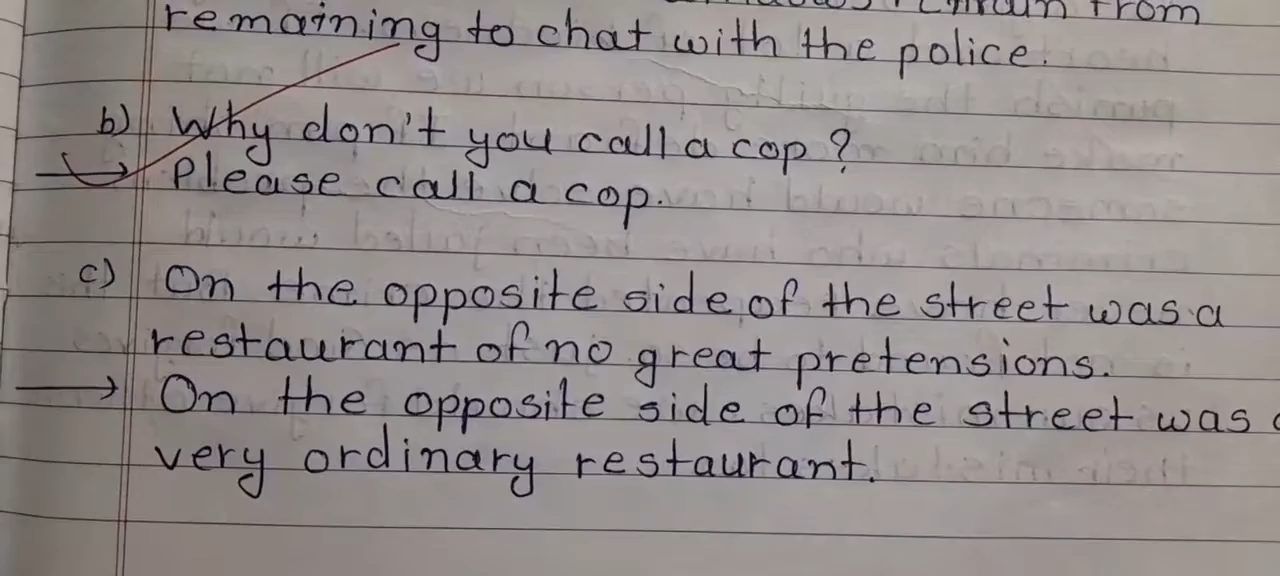 from
remaining to chat with the police.
b) Why don't you call a cop ?
→ Please call a cop.
c) On the opposite side of the street was a
restaurant of no great pretensions.
→ On the opposite side of the street was
very ordinary restaurant.